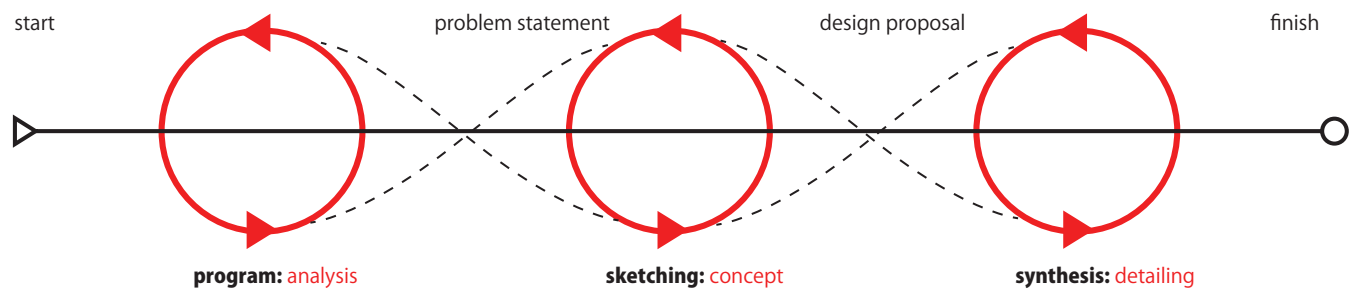 start
problem statement
design proposal
finish
program: analysis
sketching: concept
synthesis: detailing